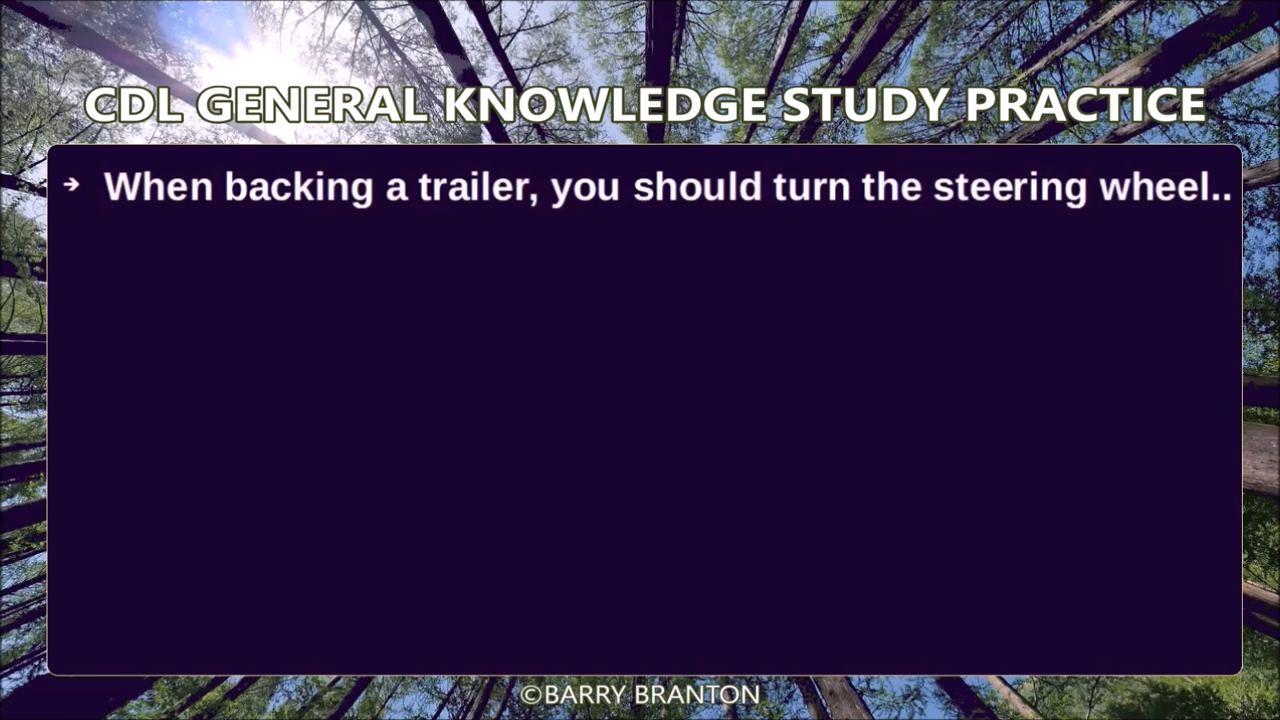 CDL GENERAL KNOWLEDGE STUDY PRACTICE
➔ When backing a trailer, you should turn the steering wheel..
©BARRY BRANTON